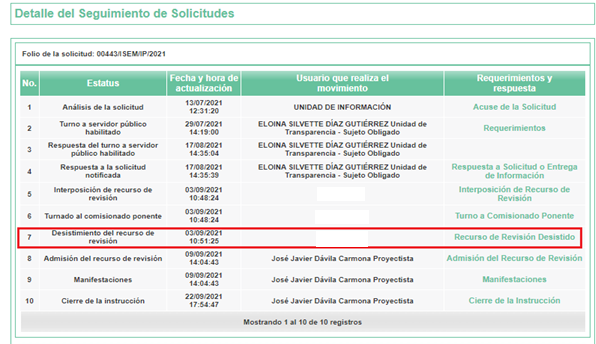 Detalle del Seguimiento de Solicitudes
Folio de la solicitud: 00443/ISEM/IP/2021
No. Estatus Fecha y hora de actualización Usuario que realiza el movimiento Requerimientos y respuesta
1 Análisis de la solicitud 13/07/2021 12:31:20 UNIDAD DE INFORMACIÓN Acuse de la Solicitud
2 Turno a servidor público habilitado 29/07/2021 14:19:00 ELOINA SILVETTE DÍAZ GUTIÉRREZ Unidad de Transparencia - Sujeto Obligado Requerimientos
3 Respuesta del turno a servidor público habilitado 17/08/2021 14:35:04 ELOINA SILVETTE DÍAZ GUTIÉRREZ Unidad de Transparencia - Sujeto Obligado
4 Respuesta a la solicitud notificada 17/08/2021 14:35:39 ELOINA SILVETTE DÍAZ GUTIÉRREZ Unidad de Transparencia - Sujeto Obligado Respuesta a Solicitud o Entrega de Información
5 Interposición de recurso de revisión 03/09/2021 10:48:24 Interposición de Recurso de Revisión
6 Turnado al comisionado ponente 03/09/2021 10:48:24 Turno a Comisionado Ponente
7 Desistimiento del recurso de revisión 03/09/2021 10:51:25 Recurso de Revisión Desistido
8 Admisión del recurso de revisión 09/09/2021 14:04:43 José Javier Dávila Carmona Proyectista Admisión del Recurso de Revisión
9 Manifestaciones 09/09/2021 14:04:43 José Javier Dávila Carmona Proyectista Manifestaciones
10 Cierre de la instrucción 22/09/2021 17:54:47 José Javier Dávila Carmona Proyectista Cierre de la Instrucción
Mostrando 1 al 10 de 10 registros